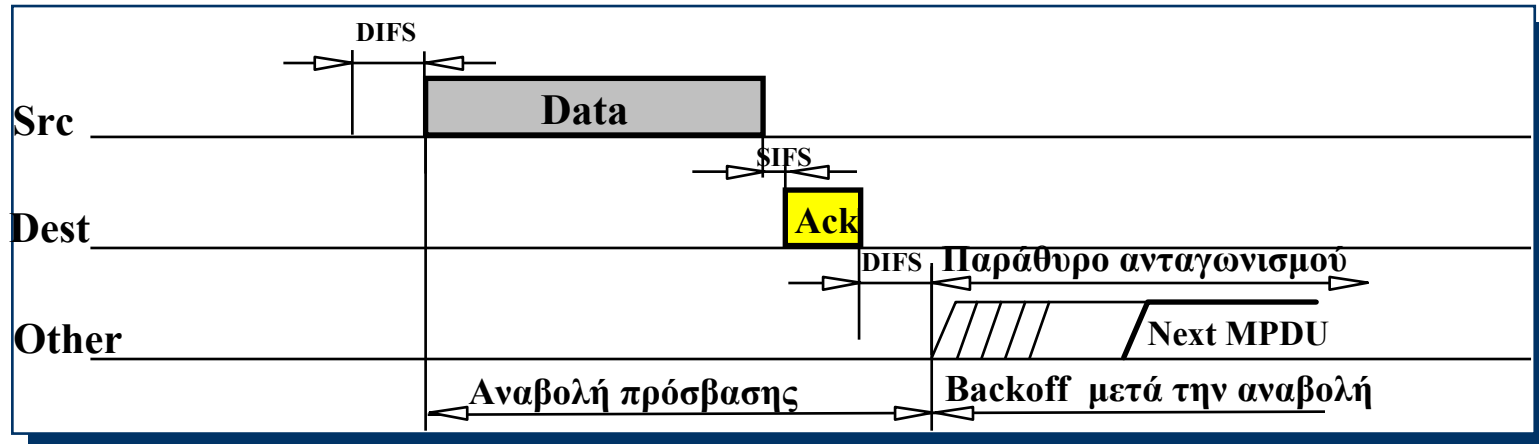 DIFS
Src
Data
SIFS
Dest
Ack
DIFS
Παράθυρο ανταγωνισμού
Other
Next MPDU
Αναβολή πρόσβασης
Backoff μετά την αναβολή